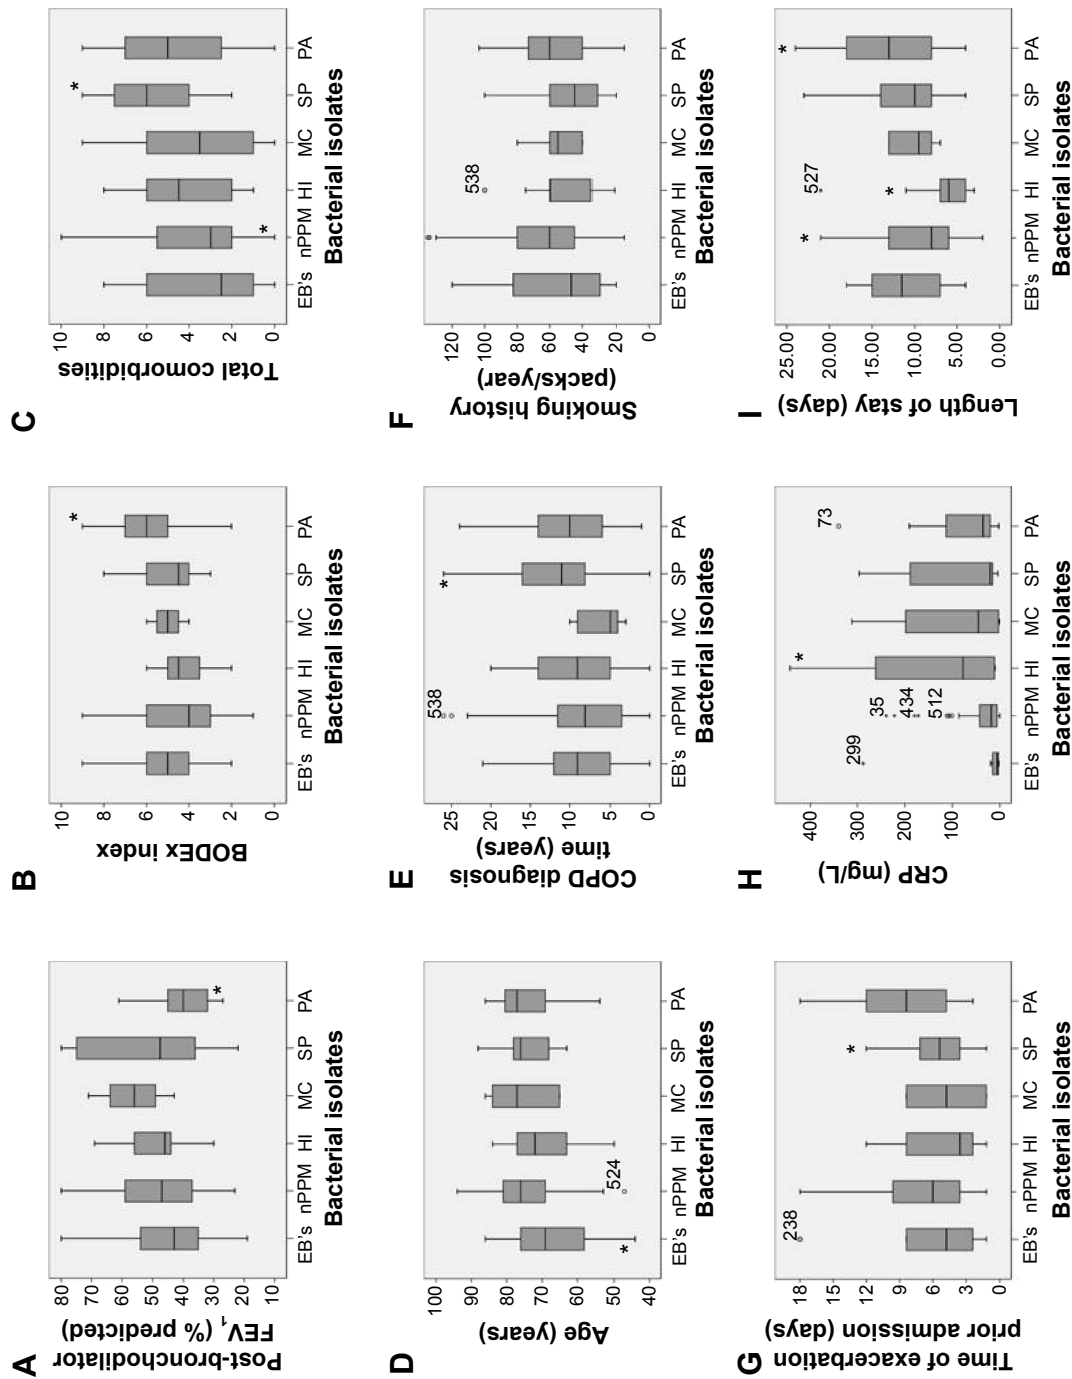 A
Post-bronchodilator
FEV1 (% predicted)
80
70
60
50
40
30
20
10
EB's nPPM HI MC SP PA
*
Bacterial isolates
B
BODEx index
10
8
6
4
2
0
EB's nPPM HI MC SP PA
*
Bacterial isolates
C
Total comorbidities
10
8
6
4
2
0
*
*
EB's nPPM HI MC SP PA
Bacterial isolates
D
Age (years)
100
90
80
70
60
50
40
*
524
EB's nPPM HI MC SP PA
Bacterial isolates
E
COPD diagnosis
time (years)
25
20
15
10
5
0
538
*
EB's nPPM HI MC SP PA
Bacterial isolates
F
Smoking history
(packs/year)
120
100
80
60
40
20
0
538
EB's nPPM HI MC SP PA
Bacterial isolates
G
Time of exacerbation
prior admission (days)
18
15
12
9
6
3
0
238
*
EB's nPPM HI MC SP PA
Bacterial isolates
H
CRP (mg/L)
400
300
200
100
0
299
35
434
512
*
73
EB's nPPM HI MC SP PA
Bacterial isolates
I
Length of stay (days)
25.00
20.00
15.00
10.00
5.00
0.00
*
*
527
*
EB's nPPM HI MC SP PA
Bacterial isolates